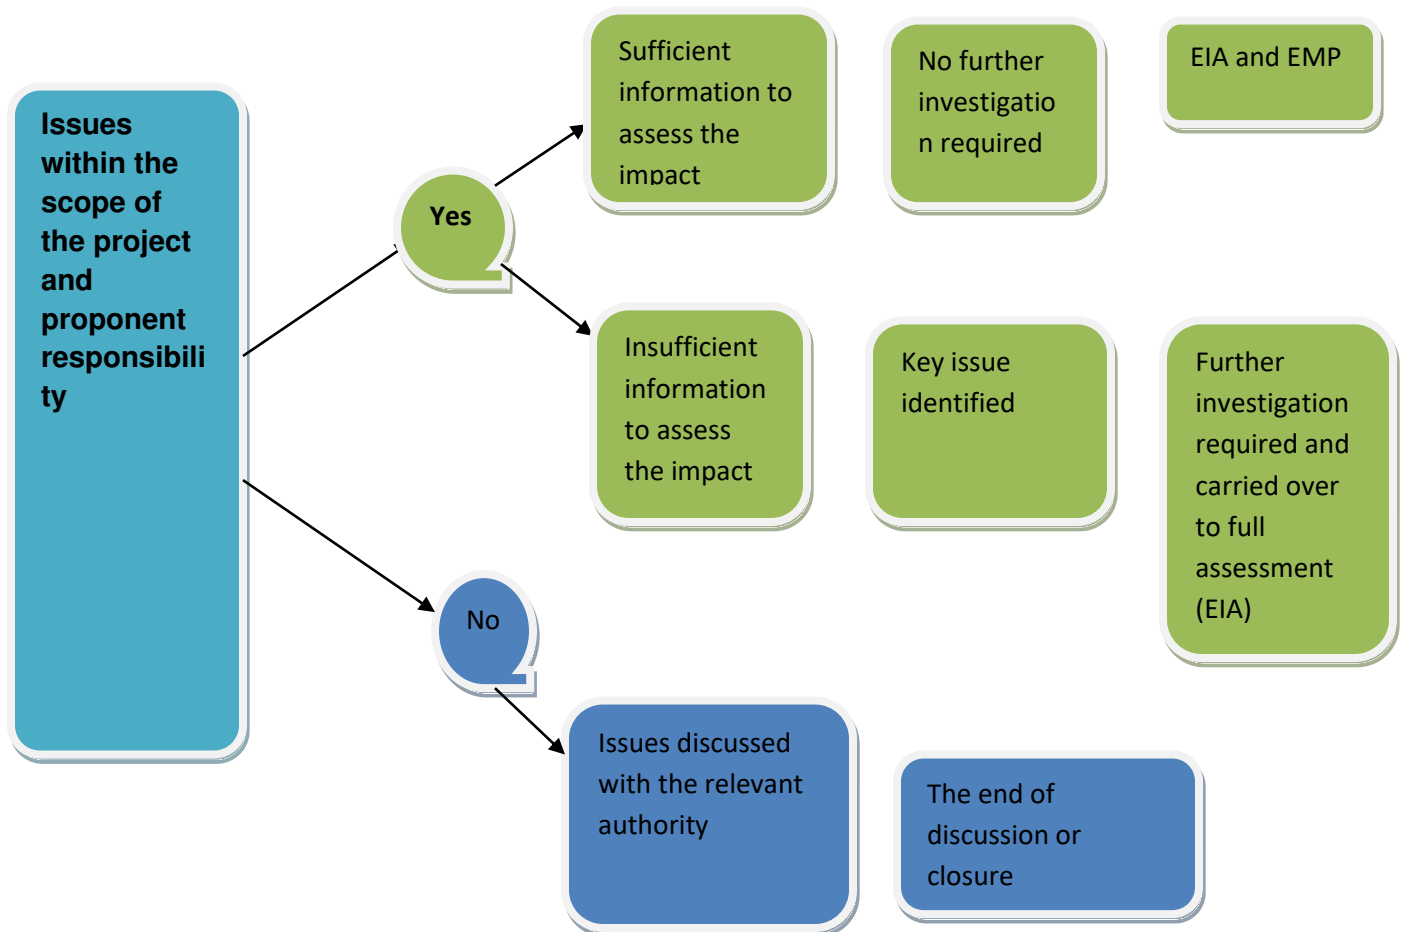 Issues
within the
scope of
the project
and
proponent
responsibili
ty
Yes
Sufficient
information to
assess the
impact
No further
investigatio
n required
EIA and EMP
Insufficient
information
to assess
the impact
Key issue
identified
Further
investigation
required and
carried over
to full
assessment
(EIA)
No
Issues discussed
with the relevant
authority
The end of
discussion or
closure